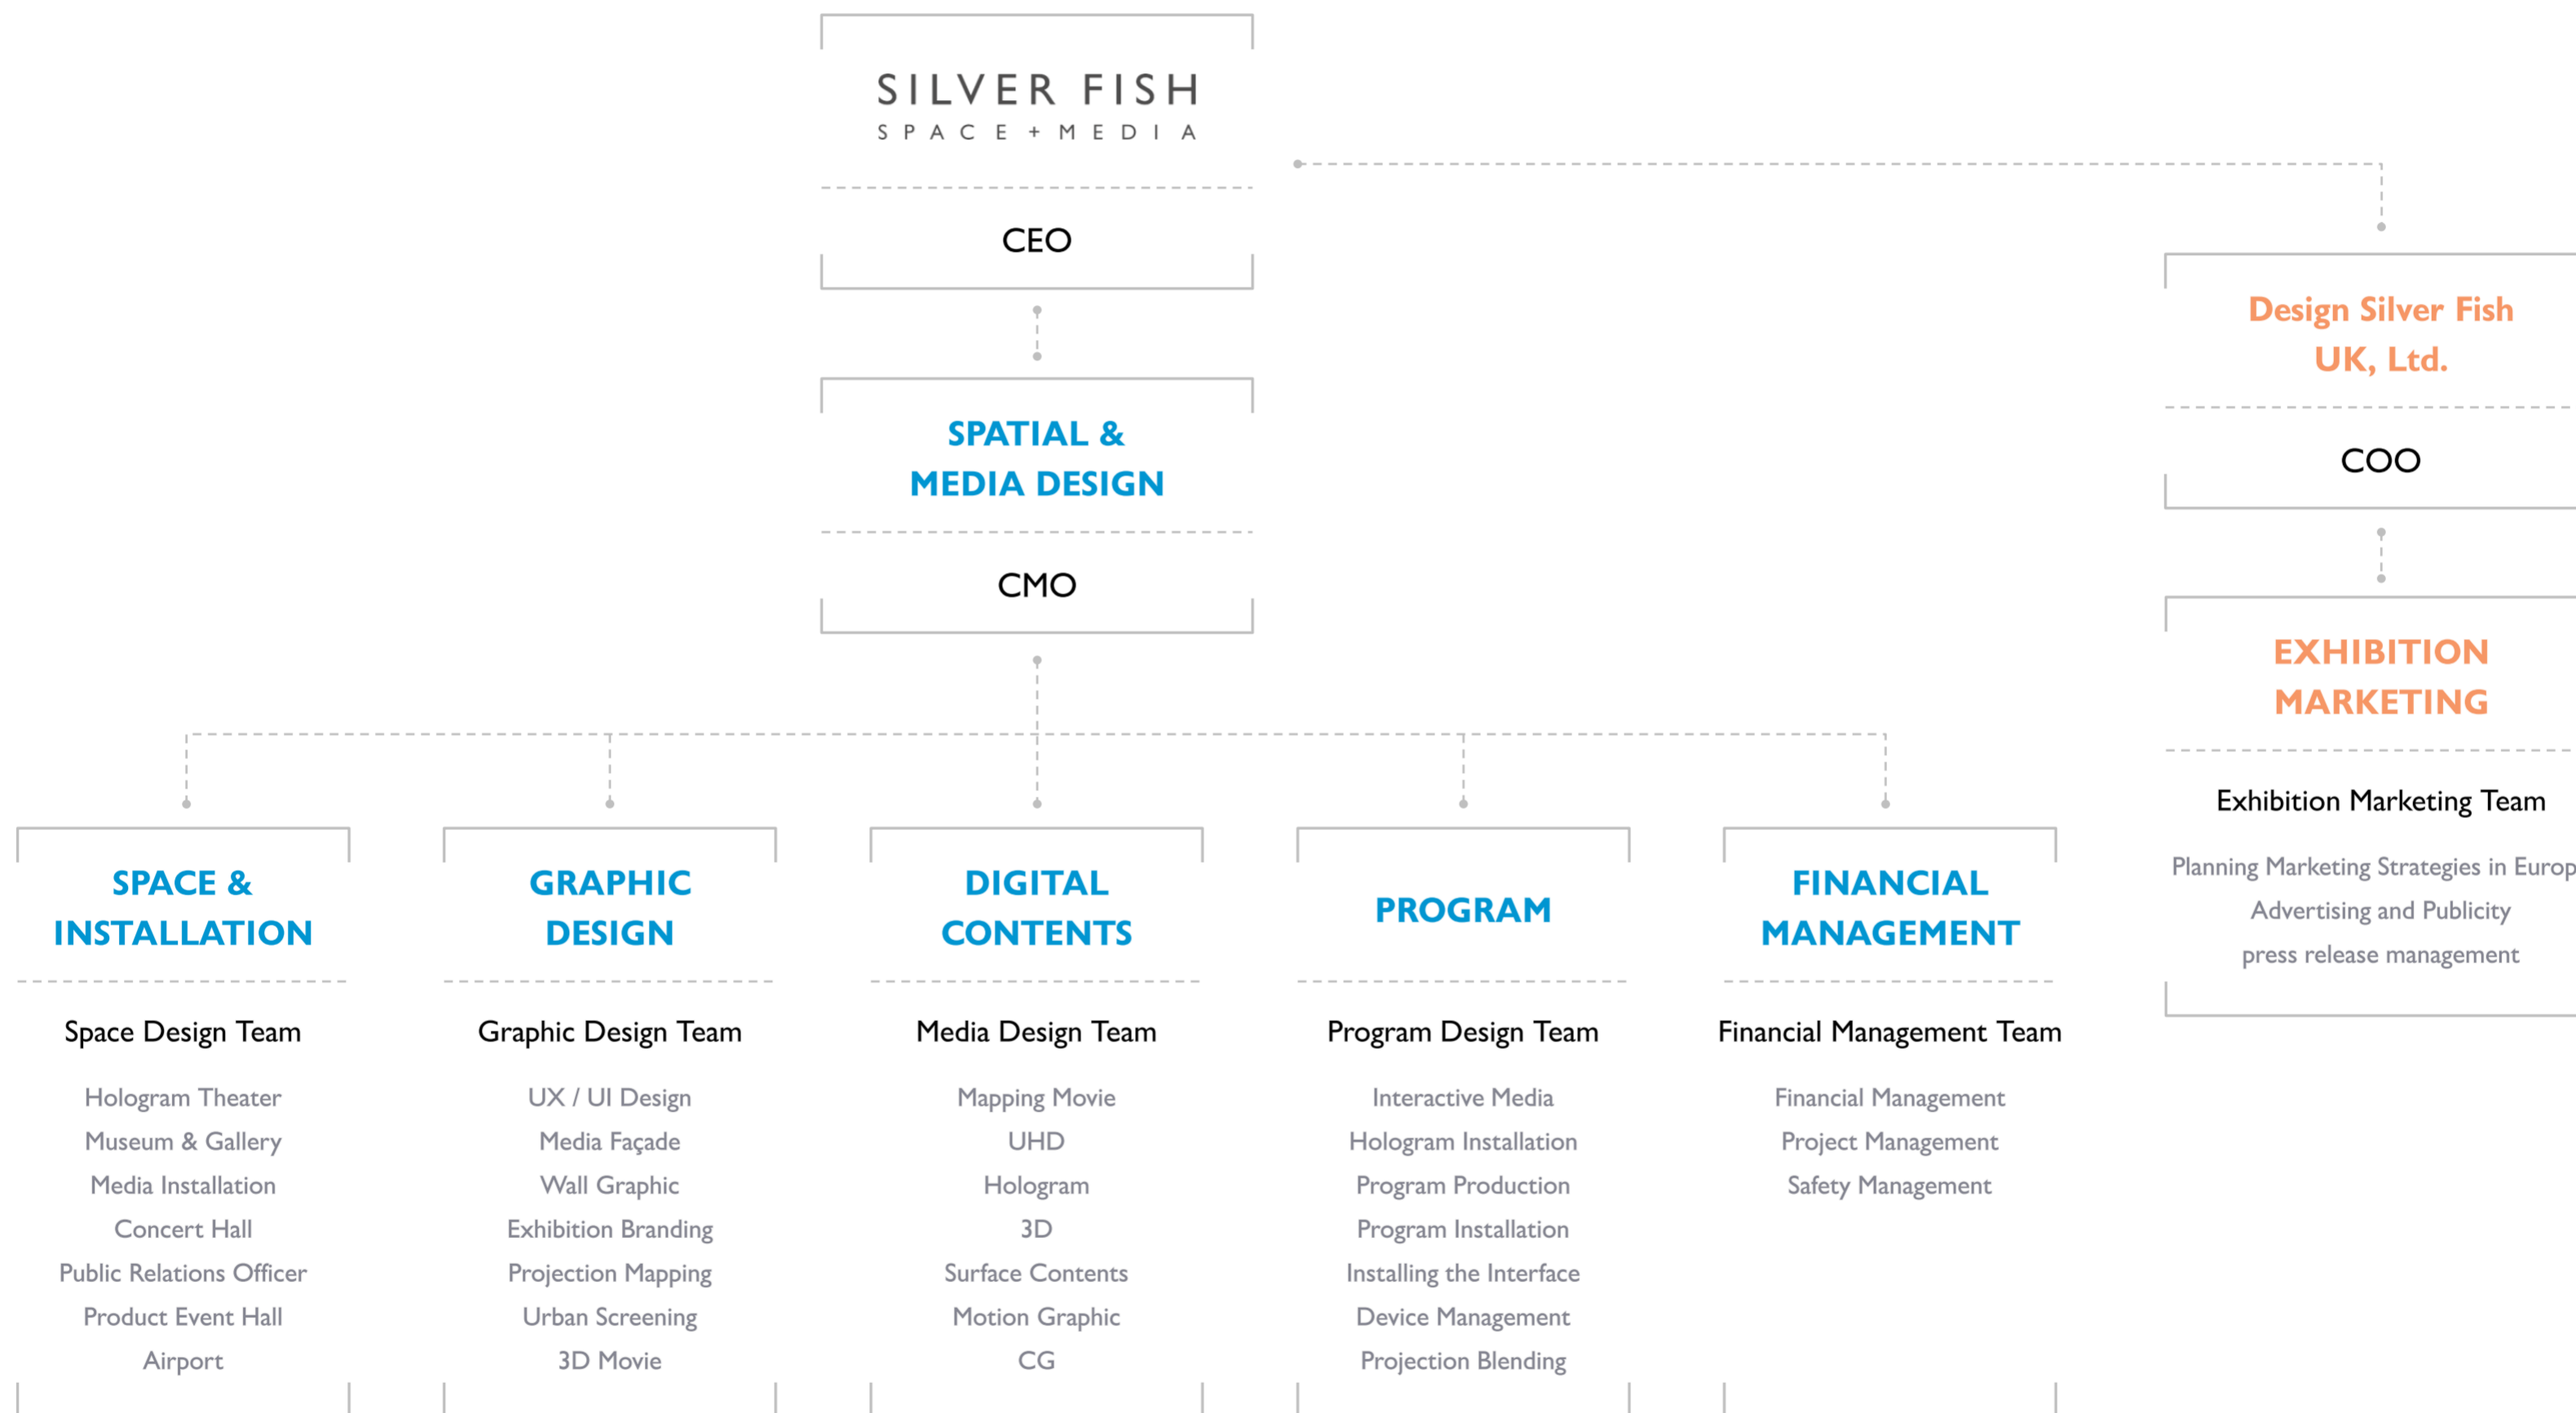 SILVER FISH
SPACE + MEDIA
CEO
Design Silver Fish
UK, Ltd.
COO
SPATIAL &
MEDIA DESIGN
CMO
EXHIBITION
MARKETING
Exhibition Marketing Team
Planning Marketing Strategies in Europ
Advertising and Publicity
press release management
SPACE &
INSTALLATION
Space Design Team
Hologram Theater
Museum & Gallery
Media Installation
Concert Hall
Public Relations Officer
Product Event Hall
Airport
GRAPHIC
DESIGN
Graphic Design Team
UX / UI Design
Media Façade
Wall Graphic
Exhibition Branding
Projection Mapping
Urban Screening
3D Movie
DIGITAL
CONTENTS
Media Design Team
Mapping Movie
UHD
Hologram
3D
Surface Contents
Motion Graphic
CG
PROGRAM
Program Design Team
Interactive Media
Hologram Installation
Program Production
Program Installation
Installing the Interface
Device Management
Projection Blending
FINANCIAL
MANAGEMENT
Financial Management Team
Financial Management
Project Management
Safety Management